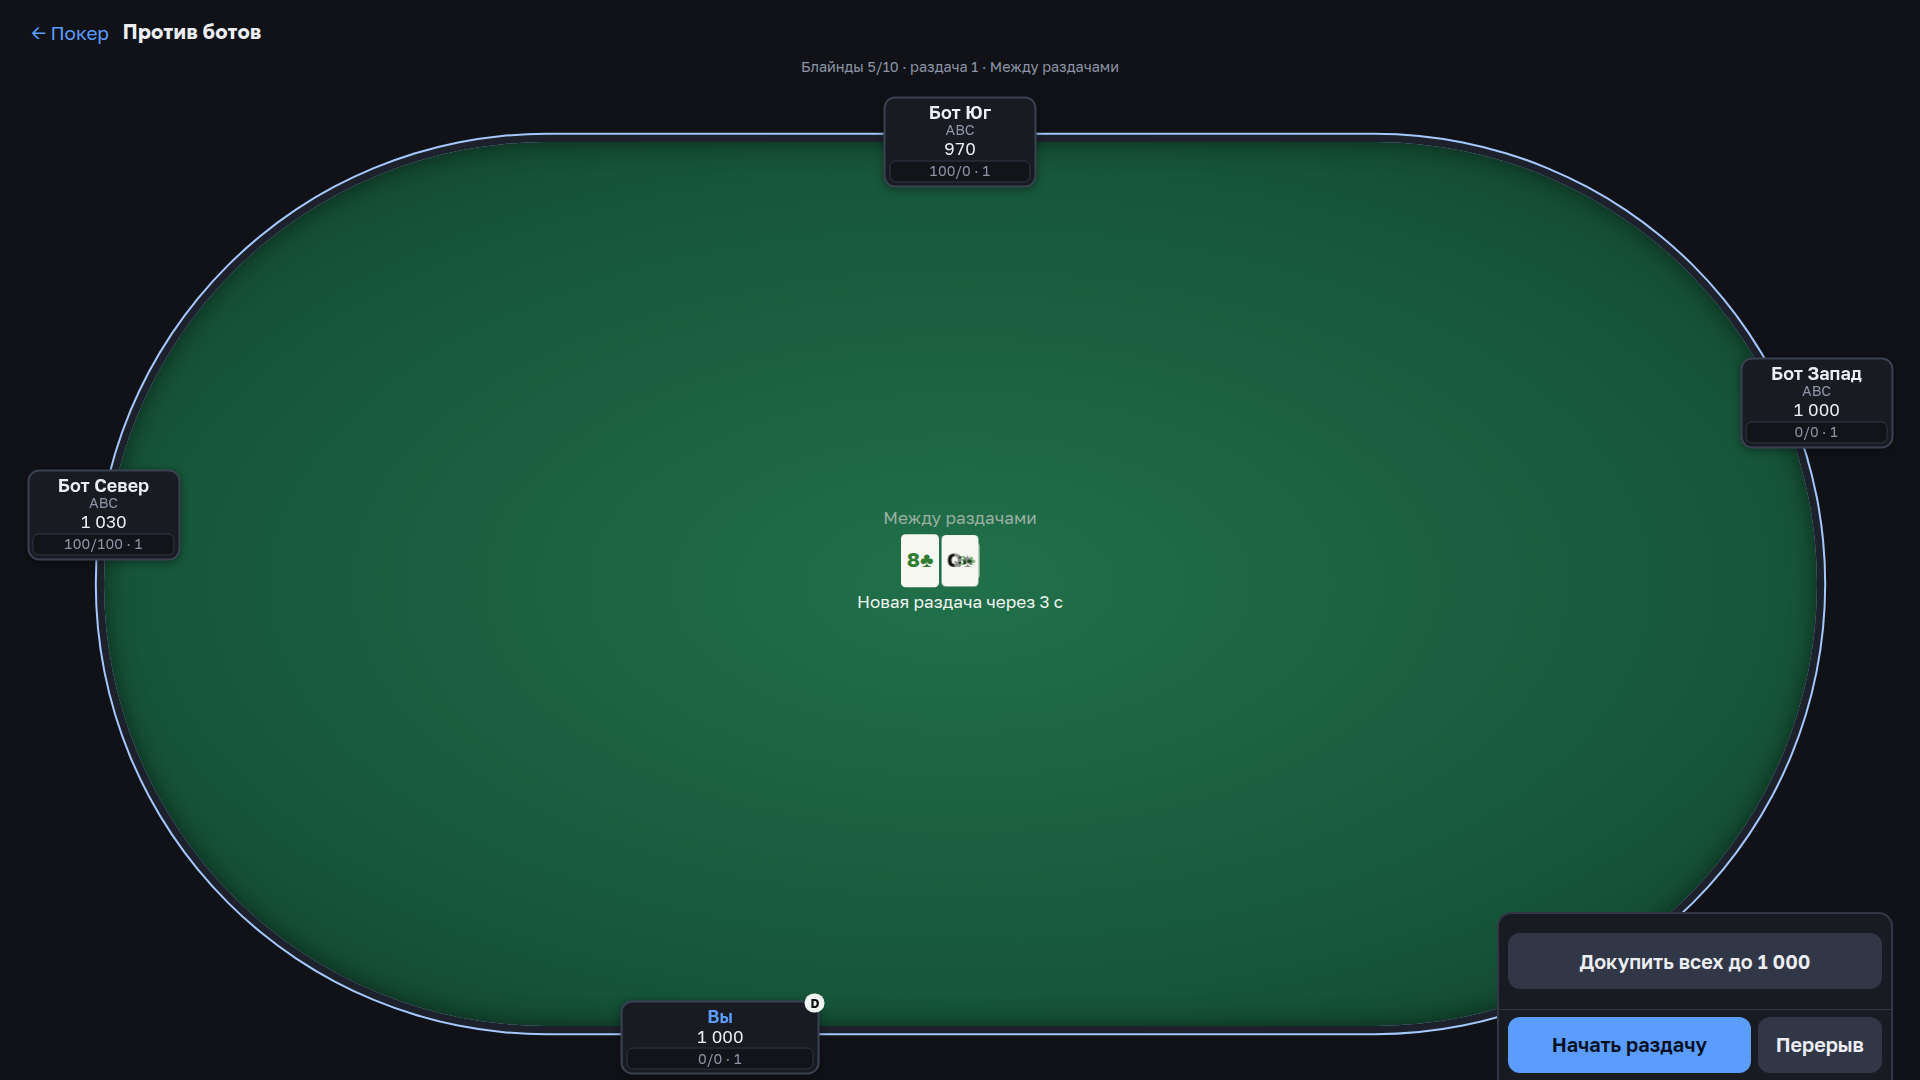 ← Покер Против ботов
Блайнды 5/10 · раздача 1 · Между раздачами
Бот Юг
ABC
970
100/0 · 1
Бот Запад
ABC
1 000
0/0 · 1
Бот Север
ABC
1 030
100/100 · 1
Между раздачами
8♣
Новая раздача через 3 с
Докупить всех до 1 000
D
Вы
1 000
0/0 · 1
Начать раздачу
Перерыв